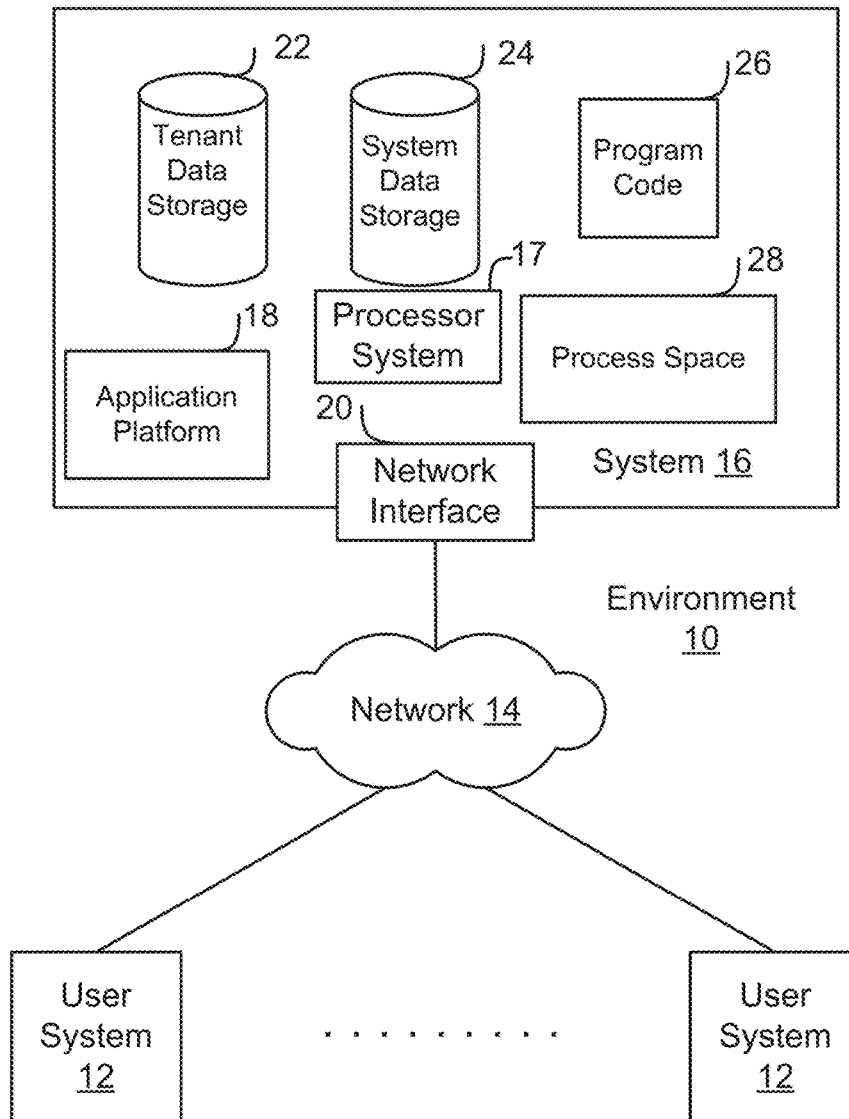 22
24
26
Tenant
Data
Storage
System
Data
Storage
Program
Code
17
28
18
Processor
System
Process Space
Application
Platform
20
Network
Interface
System 16
Environment
10
Network 14
User
System
12
. . . . . . . . .
User
System
12